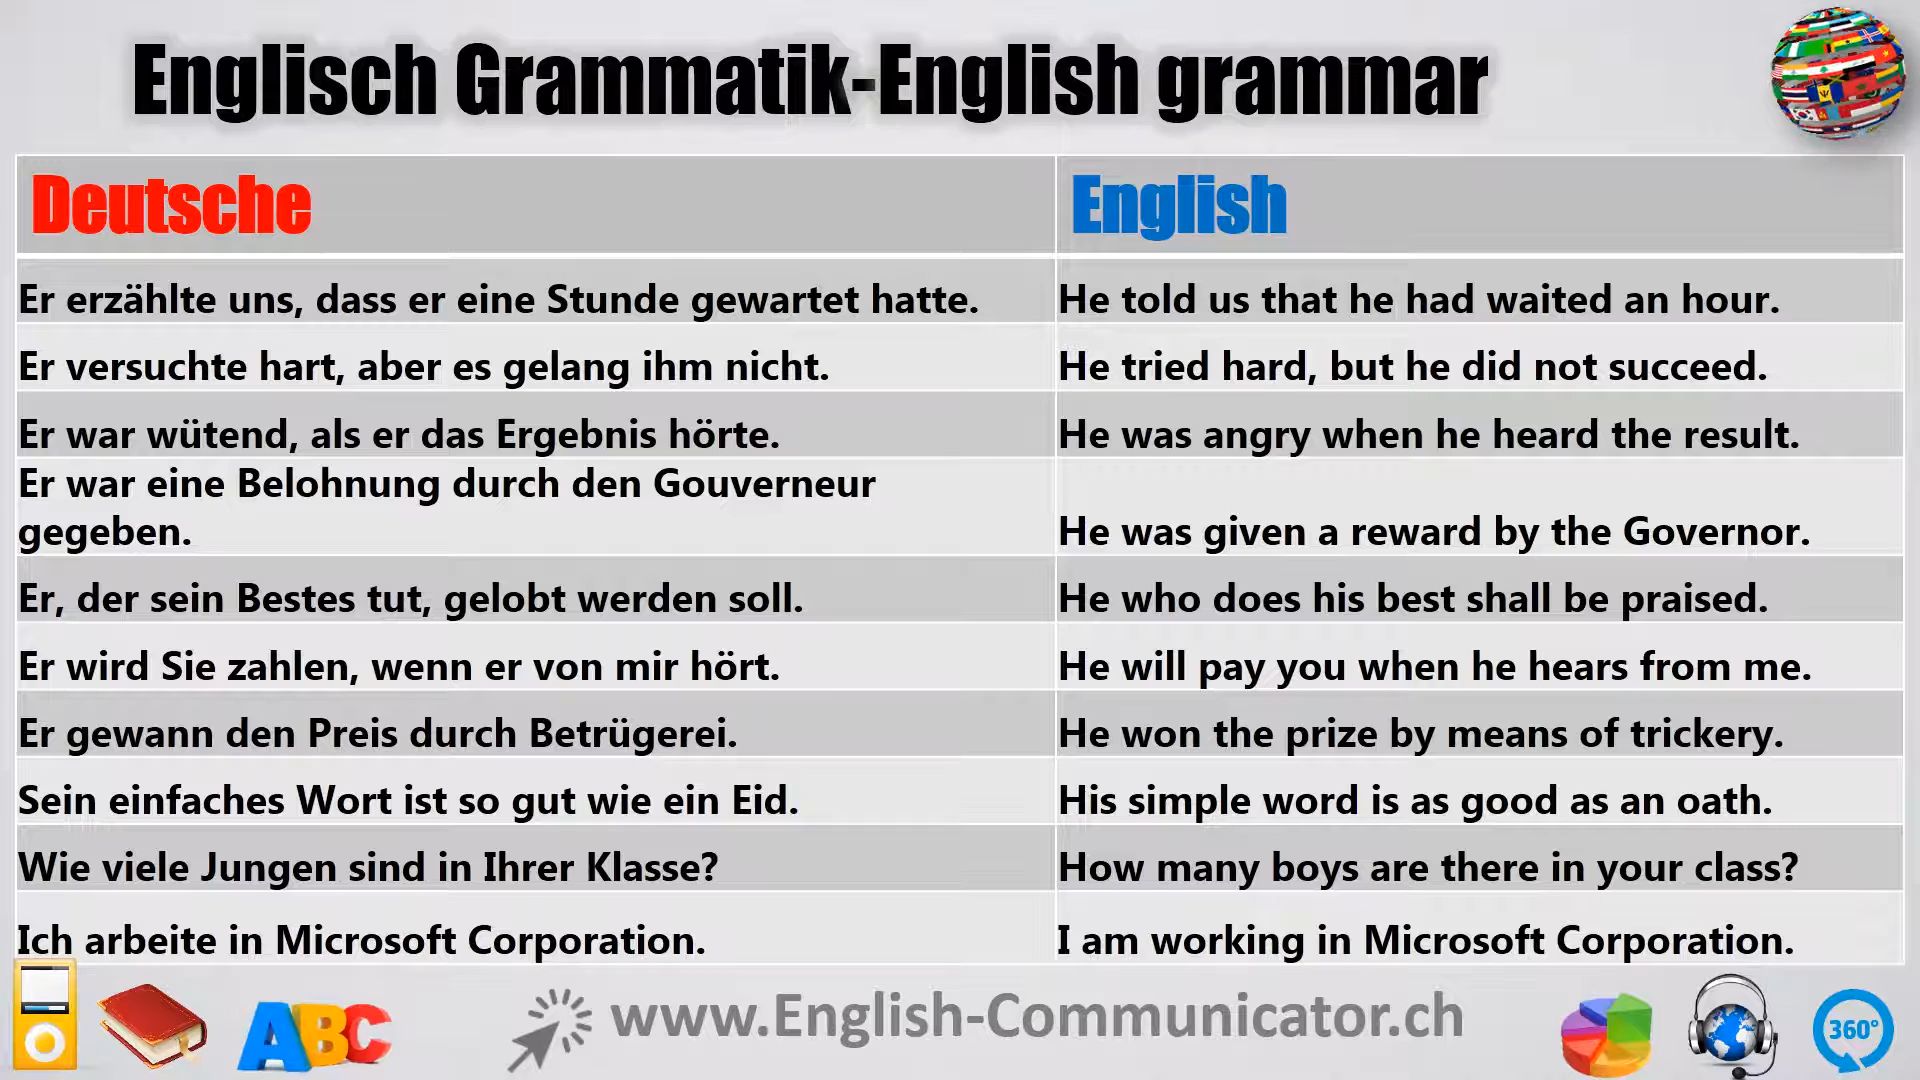 Englisch Grammatik-English grammar
Deutsche
English
Er erzählte uns, dass er eine Stunde gewartet hatte.
He told us that he had waited an hour.
Er versuchte hart, aber es gelang ihm nicht.
He tried hard, but he did not succeed.
Er war wütend, als er das Ergebnis hörte.
He was angry when he heard the result.
Er war eine Belohnung durch den Gouverneur
gegeben.
He was given a reward by the Governor.
Er, der sein Bestes tut, gelobt werden soll.
He who does his best shall be praised.
Er wird Sie zahlen, wenn er von mir hört.
He will pay you when he hears from me.
Er gewann den Preis durch Betrügerei.
He won the prize by means of trickery.
Sein einfaches Wort ist so gut wie ein Eid.
His simple word is as good as an oath.
Wie viele Jungen sind in Ihrer Klasse?
How many boys are there in your class?
Ich arbeite in Microsoft Corporation.
I am working in Microsoft Corporation.
ABC
www.English-Communicator.ch
360°